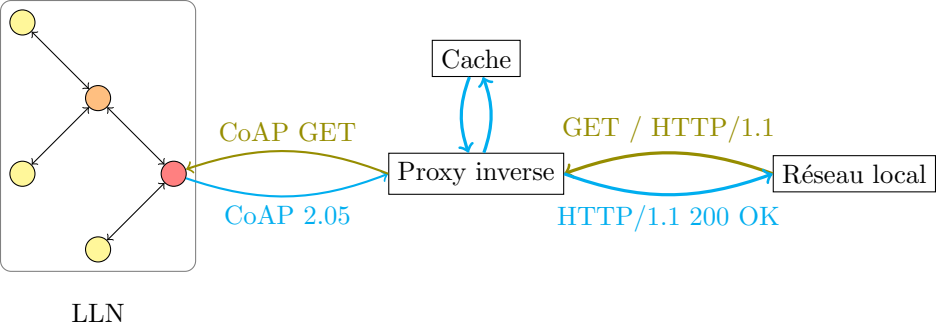 Cache
CoAP GET
GET / HTTP/1.1
Proxy inverse
Réseau local
CoAP 2.05
HTTP/1.1 200 OK
LLN